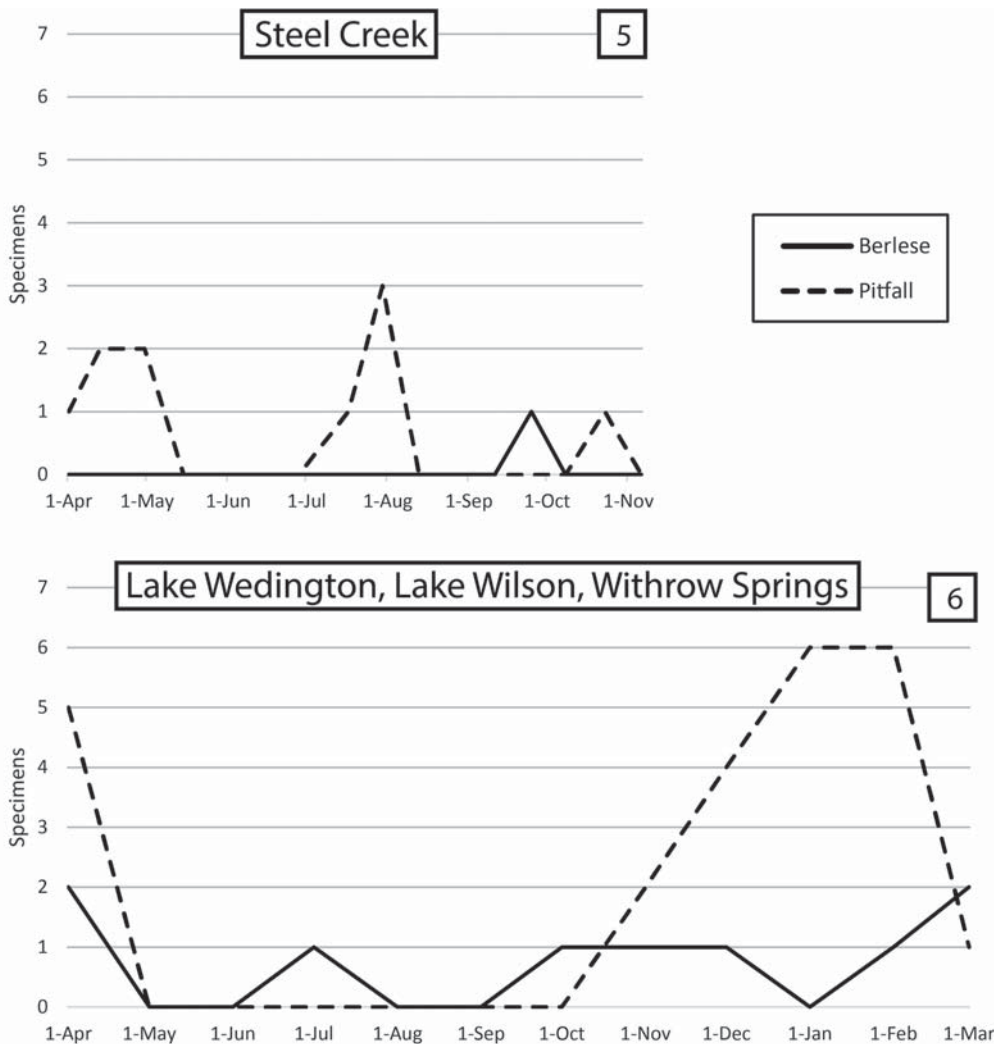 Steel Creek
5
7
6
5
4
3
2
1
0
Specimens
1-Apr 1-May 1-Jun 1-Jul 1-Aug 1-Sep 1-Oct 1-Nov
Berlese
Pitfall
Lake Wedington, Lake Wilson, Withrow Springs
6
7
6
5
4
3
2
1
0
Specimens
1-Apr 1-May 1-Jun 1-Jul 1-Aug 1-Sep 1-Oct 1-Nov 1-Dec 1-Jan 1-Feb 1-Mar